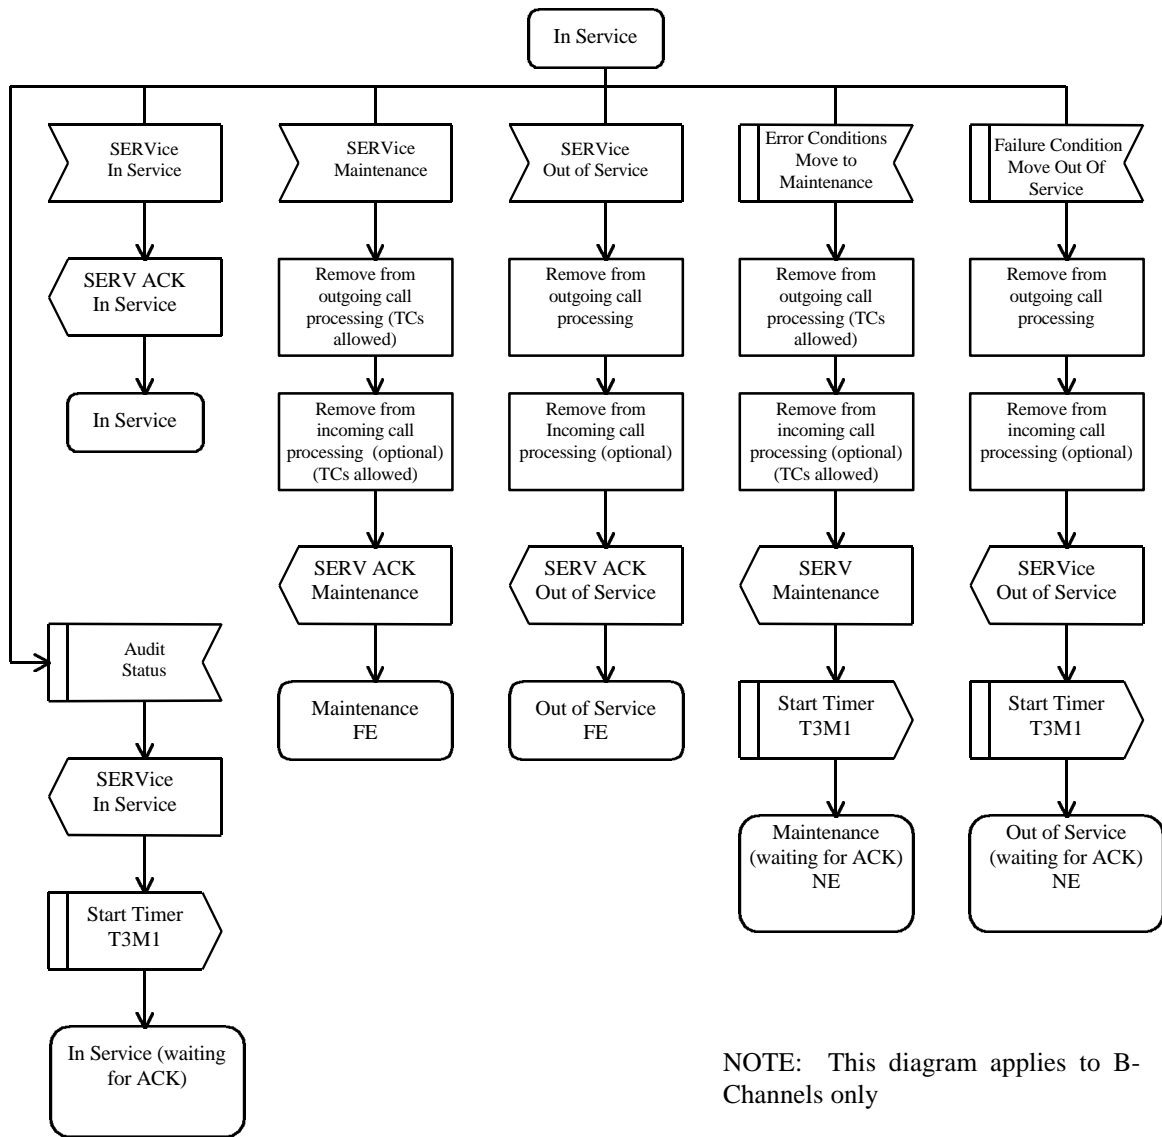 In Service
SERVice
In Service
SERV ACK
In Service
In Service
SERVice
Maintenance
Remove from
outgoing call
processing (TCs
allowed)
Remove from
incoming call
processing (optional)
(TCs allowed)
SERV ACK
Maintenance
Maintenance
FE
SERVice
Out of Service
Remove from
outgoing call
processing
Remove from
Incoming call
processing (optional)
SERV ACK
Out of Service
Out of Service
FE
Error Conditions
Move to
Maintenance
Remove from
outgoing call
processing (TCs
allowed)
Remove from
incoming call
processing (optional)
(TCs allowed)
SERV
Maintenance
Start Timer
T3M1
Maintenance
(waiting for ACK)
NE
Failure Condition
Move Out Of
Service
Remove from
outgoing call
processing
Remove from
incoming call
processing (optional)
SERVice
Out of Service
Start Timer
T3M1
Out of Service
(waiting for ACK)
NE
Audit
Status
SERVice
In Service
Start Timer
T3M1
In Service (waiting
for ACK)
NOTE: This diagram applies to B-
Channels only